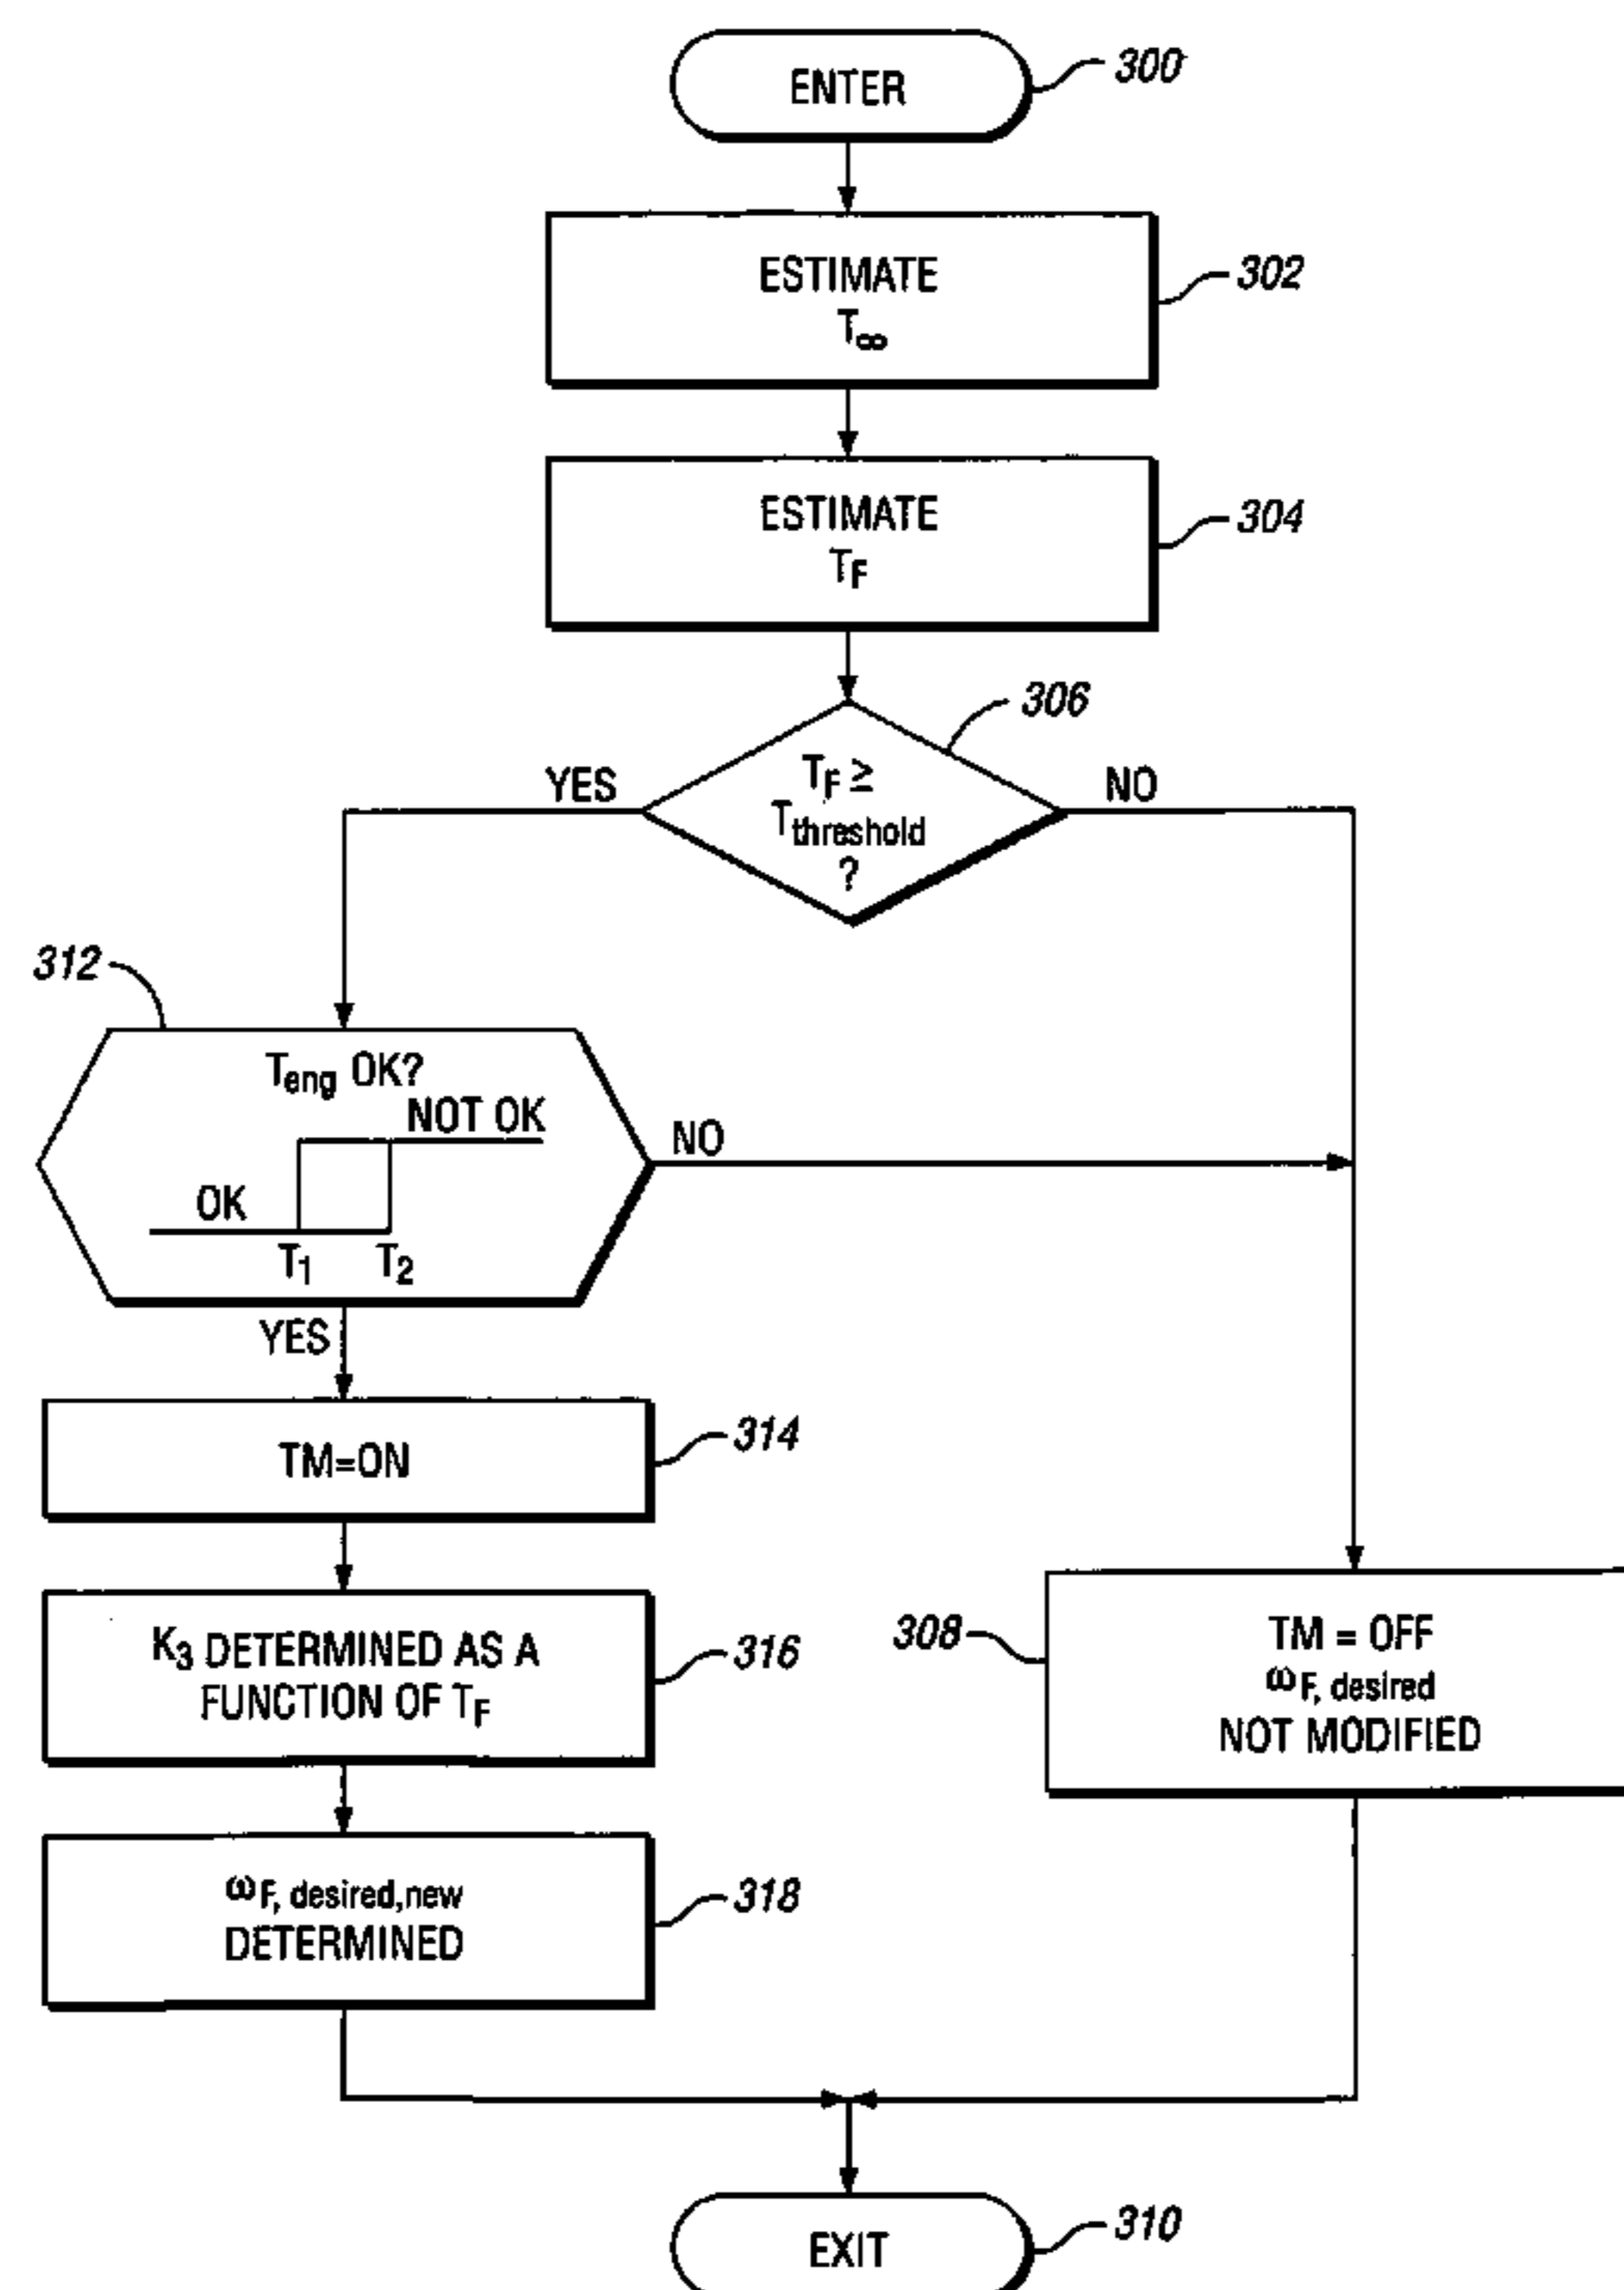 ENTER
300
ESTIMATE
T∞
302
ESTIMATE
TF
304
306
TF ≥
Tthreshold
?
YES
NO
312
Teng OK?
NOT OK
OK
T1 T2
NO
YES
TM=ON
314
K3 DETERMINED AS A
FUNCTION OF TF
316
308
TM = OFF
ωF, desired
NOT MODIFIED
ωF, desired,new
DETERMINED
318
EXIT
310